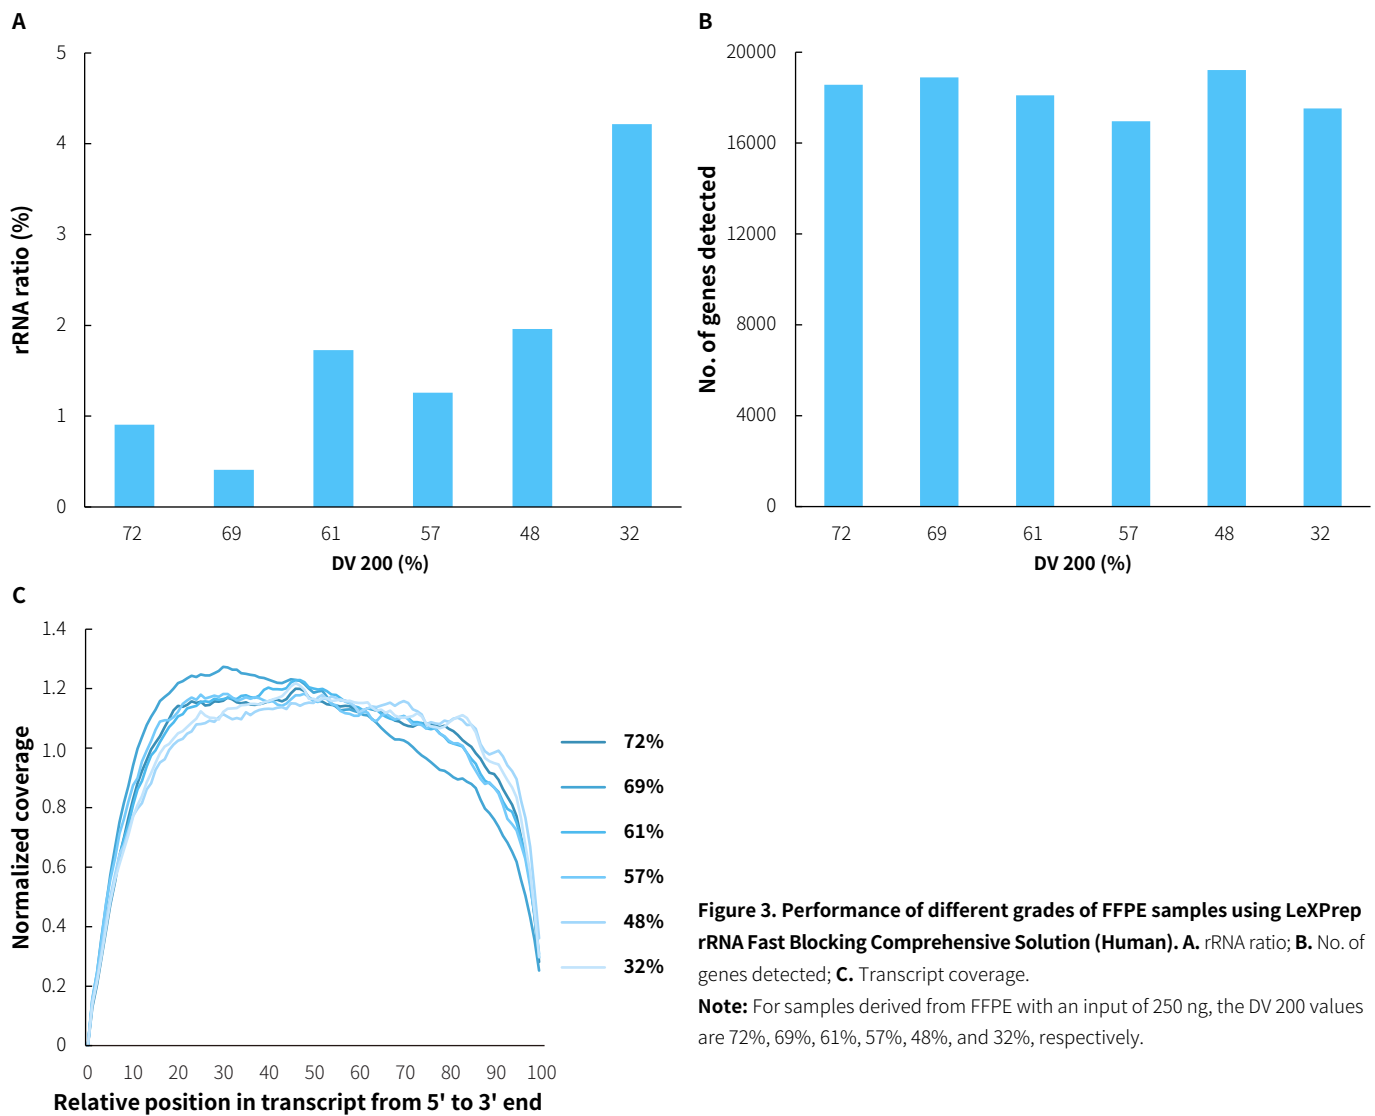 A
5
4
3
2
1
0
rRNA ratio (%)
72 69 61 57 48 32
DV 200 (%)
B
20000
16000
12000
8000
4000
0
No. of genes detected
72 69 61 57 48 32
DV 200 (%)
C
1.4
1.2
1.0
0.8
0.6
0.4
0.2
0
Normalized coverage
0 10 20 30 40 50 60 70 80 90 100
Relative position in transcript from 5' to 3' end
72%
69%
61%
57%
48%
32%
Figure 3. Performance of different grades of FFPE samples using LeXPrep
rRNA Fast Blocking Comprehensive Solution (Human). A. rRNA ratio; B. No. of
genes detected; C. Transcript coverage.
Note: For samples derived from FFPE with an input of 250 ng, the DV 200 values
are 72%, 69%, 61%, 57%, 48%, and 32%, respectively.